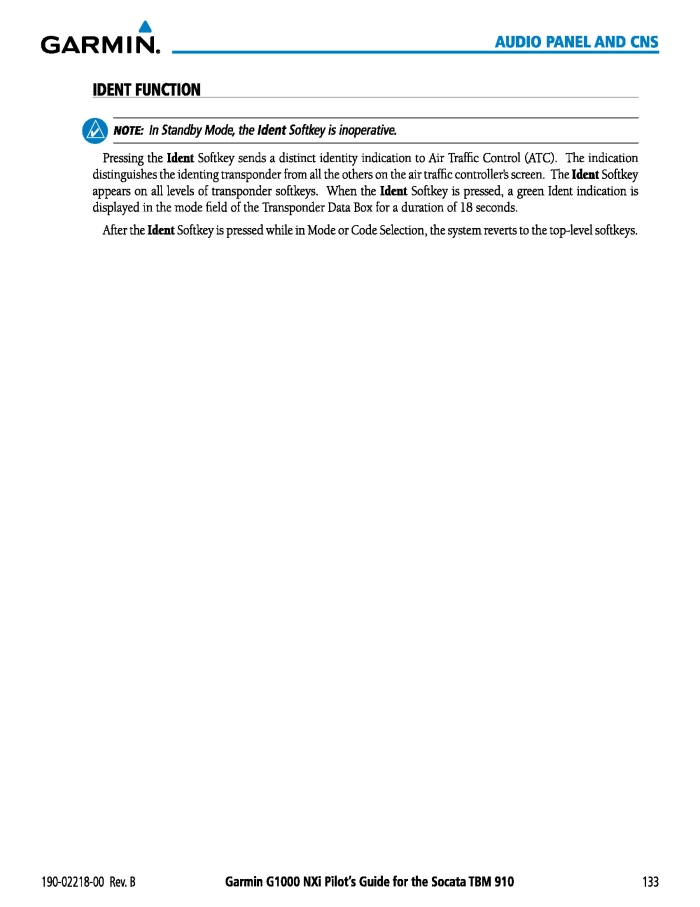 GARMIN.
AUDIO PANEL AND CNS
IDENT FUNCTION
NOTE: In Standby Mode, the Ident Softkey is inoperative.
Pressing the Ident Softkey sends a distinct identity indication to Air Traffic Control (ATC). The indication
distinguishes the identing transponder from all the others on the air traffic controller's screen. The Ident Softkey
appears on all levels of transponder softkeys. When the Ident Softkey is pressed, a green Ident indication is
displayed in the mode field of the Transponder Data Box for a duration of 18 seconds.
After the Ident Softkey is pressed while in Mode or Code Selection, the system reverts to the top-level softkeys.
190-02218-00 Rev. B
Garmin G1000 NXi Pilot's Guide for the Socata TBM 910
133